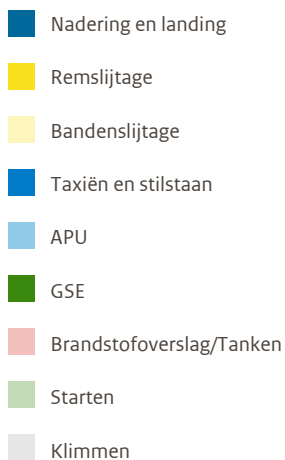 Nadering en landing
Remslijtage
Bandenslijtage
Taxiën en stilstaan
APU
GSE
Brandstofoverslag/Tanken
Starten
Klimmen